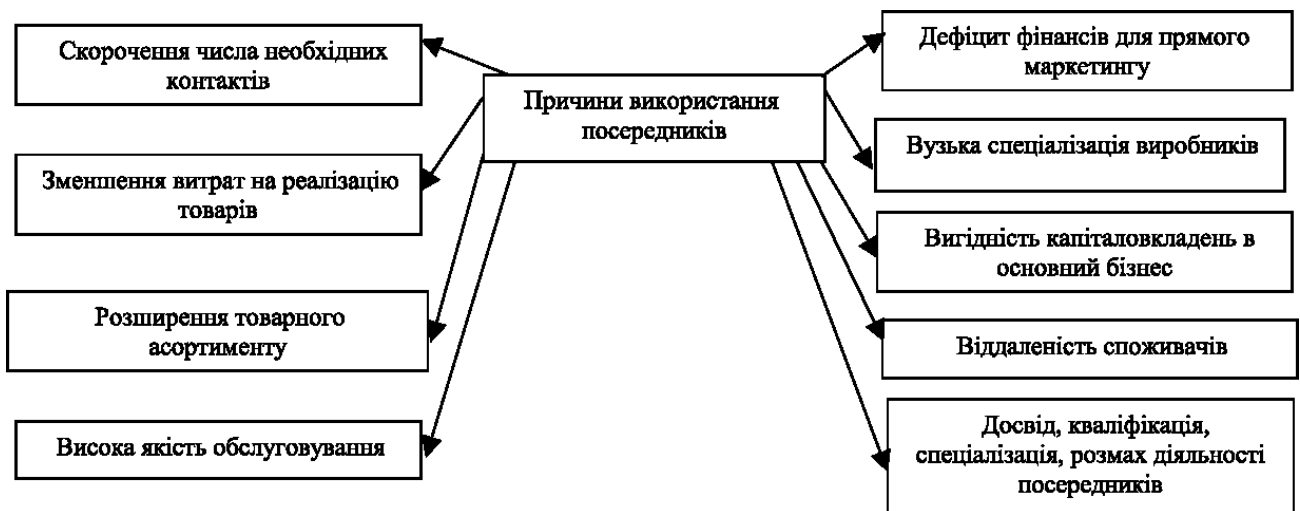 Причини використання
посередників
Скорочення числа необхідних
контактів
Зменшення витрат на реалізацію
товарів
Розширення товарного
асортименту
Висока якість обслуговування
Дефіцит фінансів для прямого
маркетингу
Вузька спеціалізація виробників
Вигідність капіталовкладень в
основний бізнес
Віддаленість споживачів
Досвід, кваліфікація,
спеціалізація, розмах діяльності
посередників